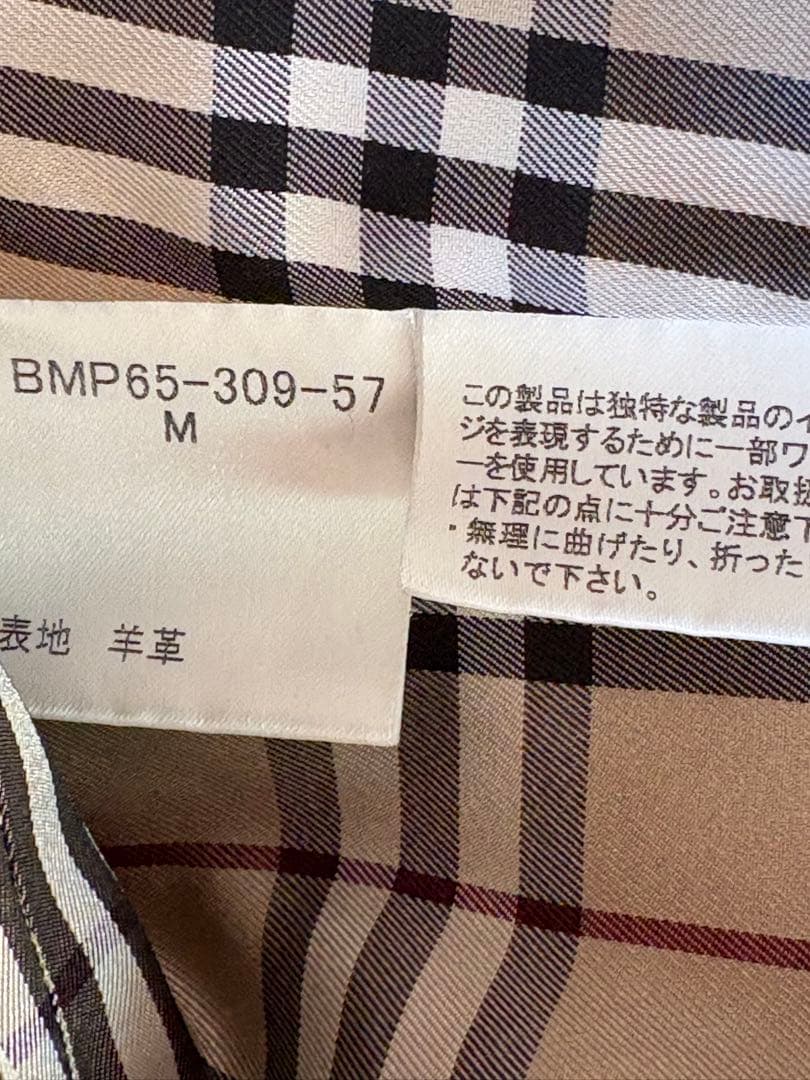 BMP65-309-57
M
表地 羊革
この製品は独特な製品のイ
ジを表現するために一部ワ
ーを使用しています。お取扱
は下記の点に十分ご注意下
・無理に曲げたり、折った
ないで下さい。